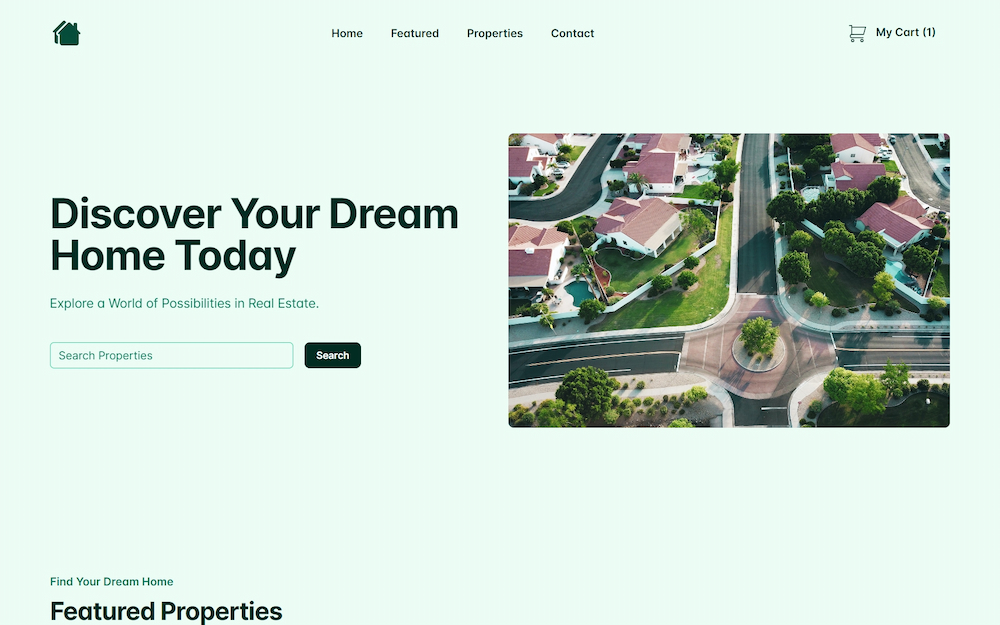 Home
Featured
Properties
Contact
My Cart (1)
Discover Your Dream
Home Today
Explore a World of Possibilities in Real Estate.
Search Properties
Search
Find Your Dream Home
Featured Properties